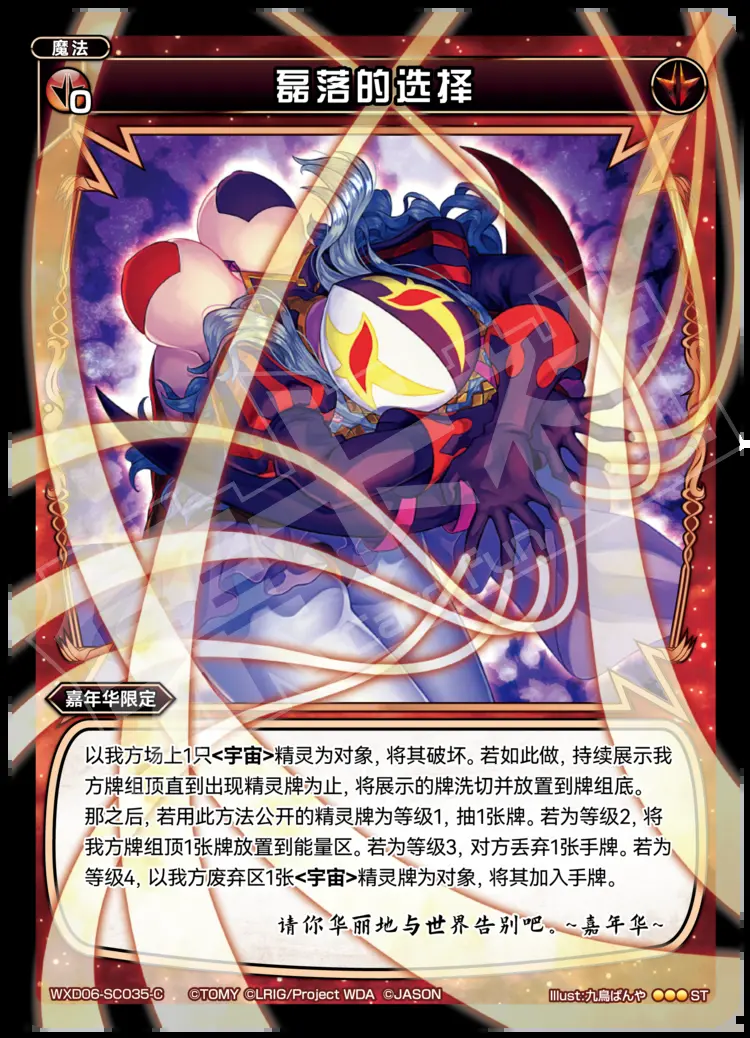 魔法
0
磊落的选择
Tardis fun
嘉年华限定
以我方场上1只<宇宙>精灵为对象，将其破坏。若如此做，持续展示我
方牌组顶直到出现精灵牌为止，将展示的牌洗切并放置到牌组底。
那之后，若用此方法公开的精灵牌为等级1，抽1张牌。若为等级2，将
我方牌组顶1张牌放置到能量区。若为等级3，对方丢弃1张手牌。若为
等级4，以我方废弃区1张<宇宙>精灵牌为对象，将其加入手牌。
请你华丽地与世界告别吧。~嘉年华~
WXD06-SC035-C ©TOMY ©LRIG/Project WDA ©JASON Illust:九鳥ぱんや ST